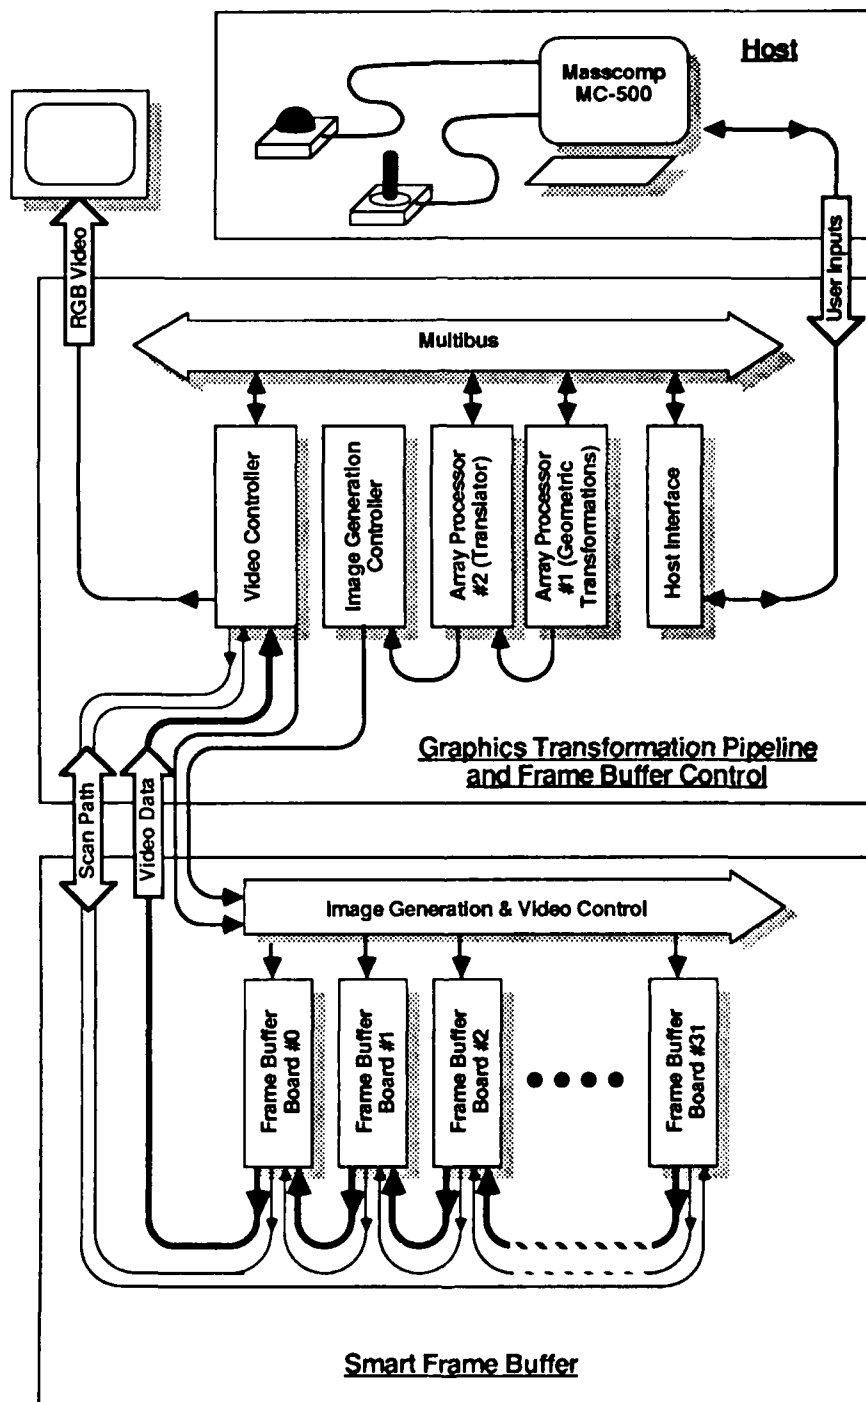 Host
Masscomp
MC-500
RGB Video
User Inputs
Multibus
Video Controller
Image Generation
Controller
Array Processor
#2 (Translator)
Array Processor
#1 (Geometric
Transformations)
Host Interface
Graphics Transformation Pipeline
and Frame Buffer Control
Scan Path
Video Data
Image Generation & Video Control
Frame Buffer
Board #0
Frame Buffer
Board #1
Frame Buffer
Board #2
Frame Buffer
Board #31
Smart Frame Buffer